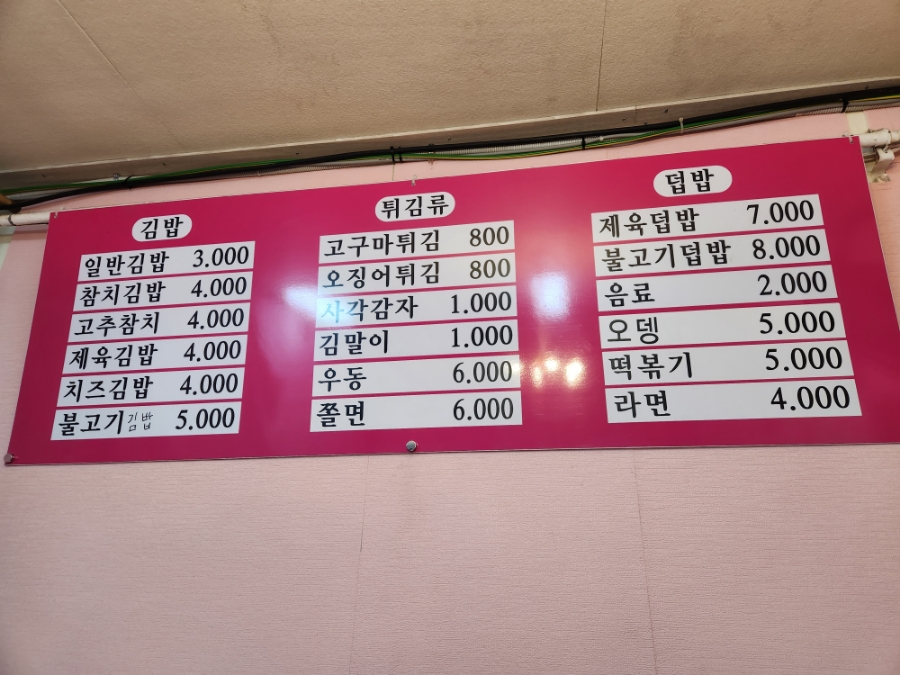 김밥
일반김밥 3.000
참치김밥 4.000
고추참치 4.000
제육김밥 4.000
치즈김밥 4.000
불고기김밥 5.000
튀김류
고구마튀김 800
오징어튀김 800
사각감자 1.000
김말이 1.000
우동 6.000
쫄면 6.000
덥밥
제육덥밥 7.000
불고기덥밥 8.000
음료 2.000
오뎅 5.000
떡볶기 5.000
라면 4.000